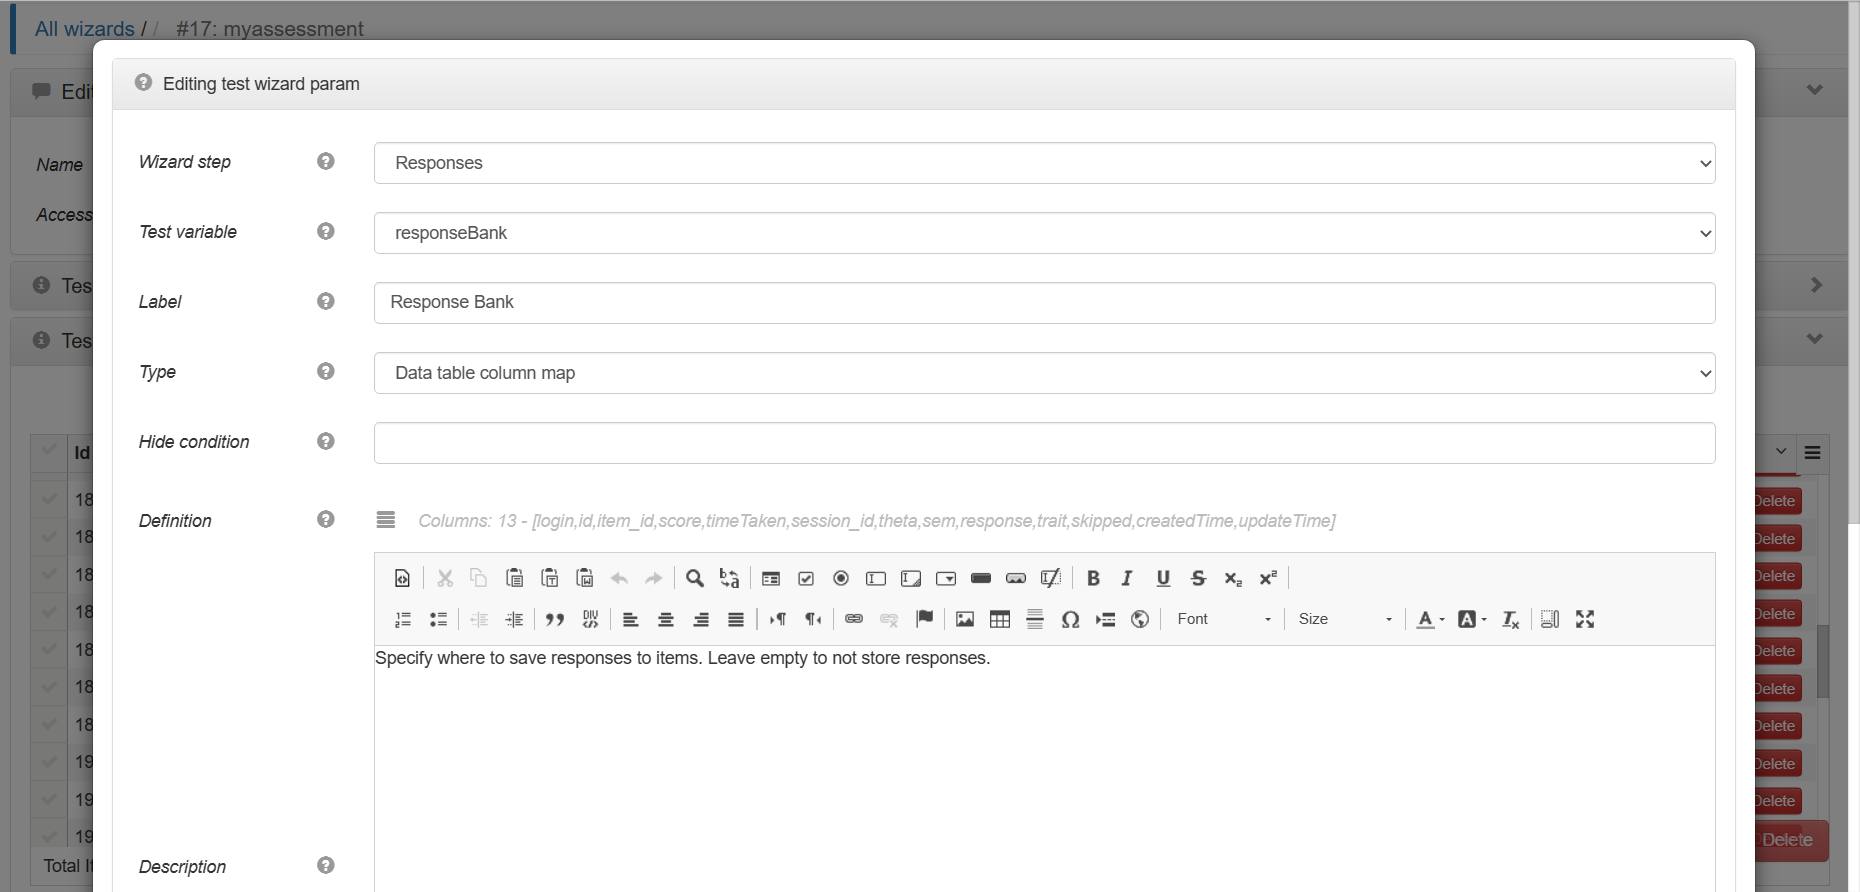 All wizards / / #17: myassessment
Editing test wizard param
Edit
Name
Access
Tes
Tes
Wizard step Responses
Test variable responseBank
Label Response Bank
Type Data table column map
Hide condition
Definition Columns: 13 - [login,id,item_id,score,timeTaken,session_id,theta,sem,response,trait,skipped,createdTime,updateTime]
Font Size
Specify where to save responses to items. Leave empty to not store responses.
Description
Id
18 Delete
18 Delete
18 Delete
18 Delete
18 Delete
18 Delete
18 Delete
19 Delete
19 Delete
19
Delete
Total It